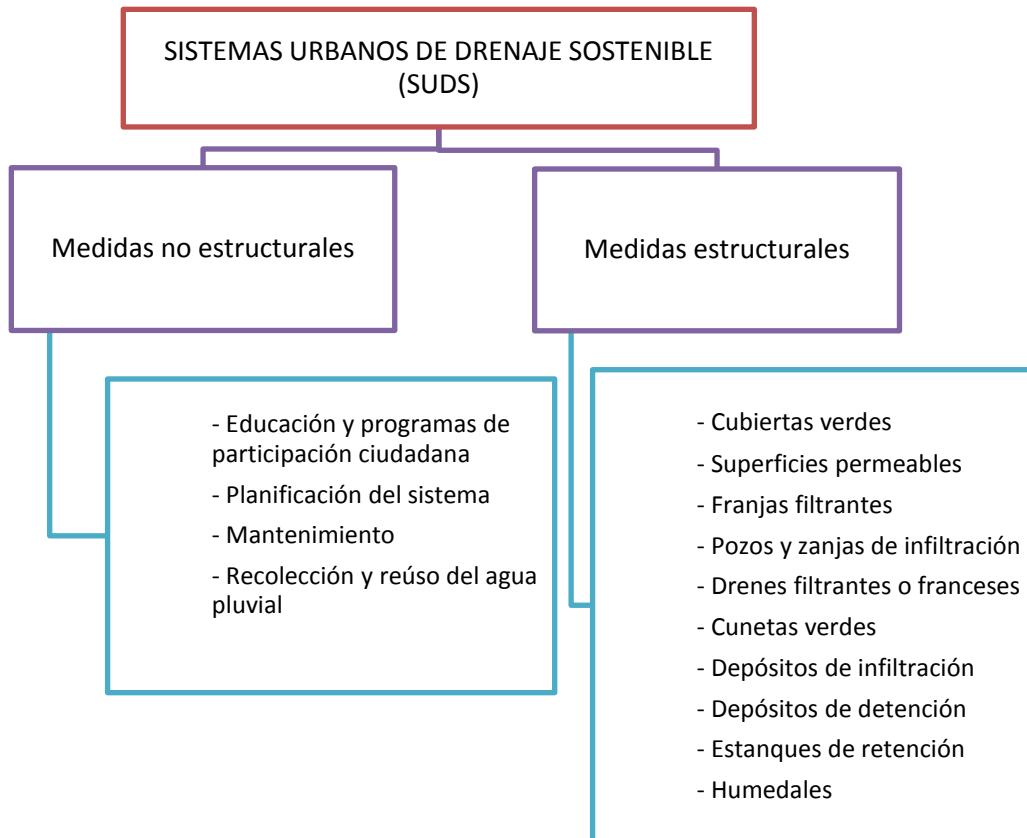 SISTEMAS URBANOS DE DRENAJE SOSTENIBLE
(SUDS)
Medidas no estructurales
Medidas estructurales
- Educación y programas de
participación ciudadana
- Planificación del sistema
- Mantenimiento
- Recolección y reúso del agua
pluvial
- Cubiertas verdes
- Superficies permeables
- Franjas filtrantes
- Pozos y zanjas de infiltración
- Drenes filtrantes o franceses
- Cunetas verdes
- Depósitos de infiltración
- Depósitos de detención
- Estanques de retención
- Humedales